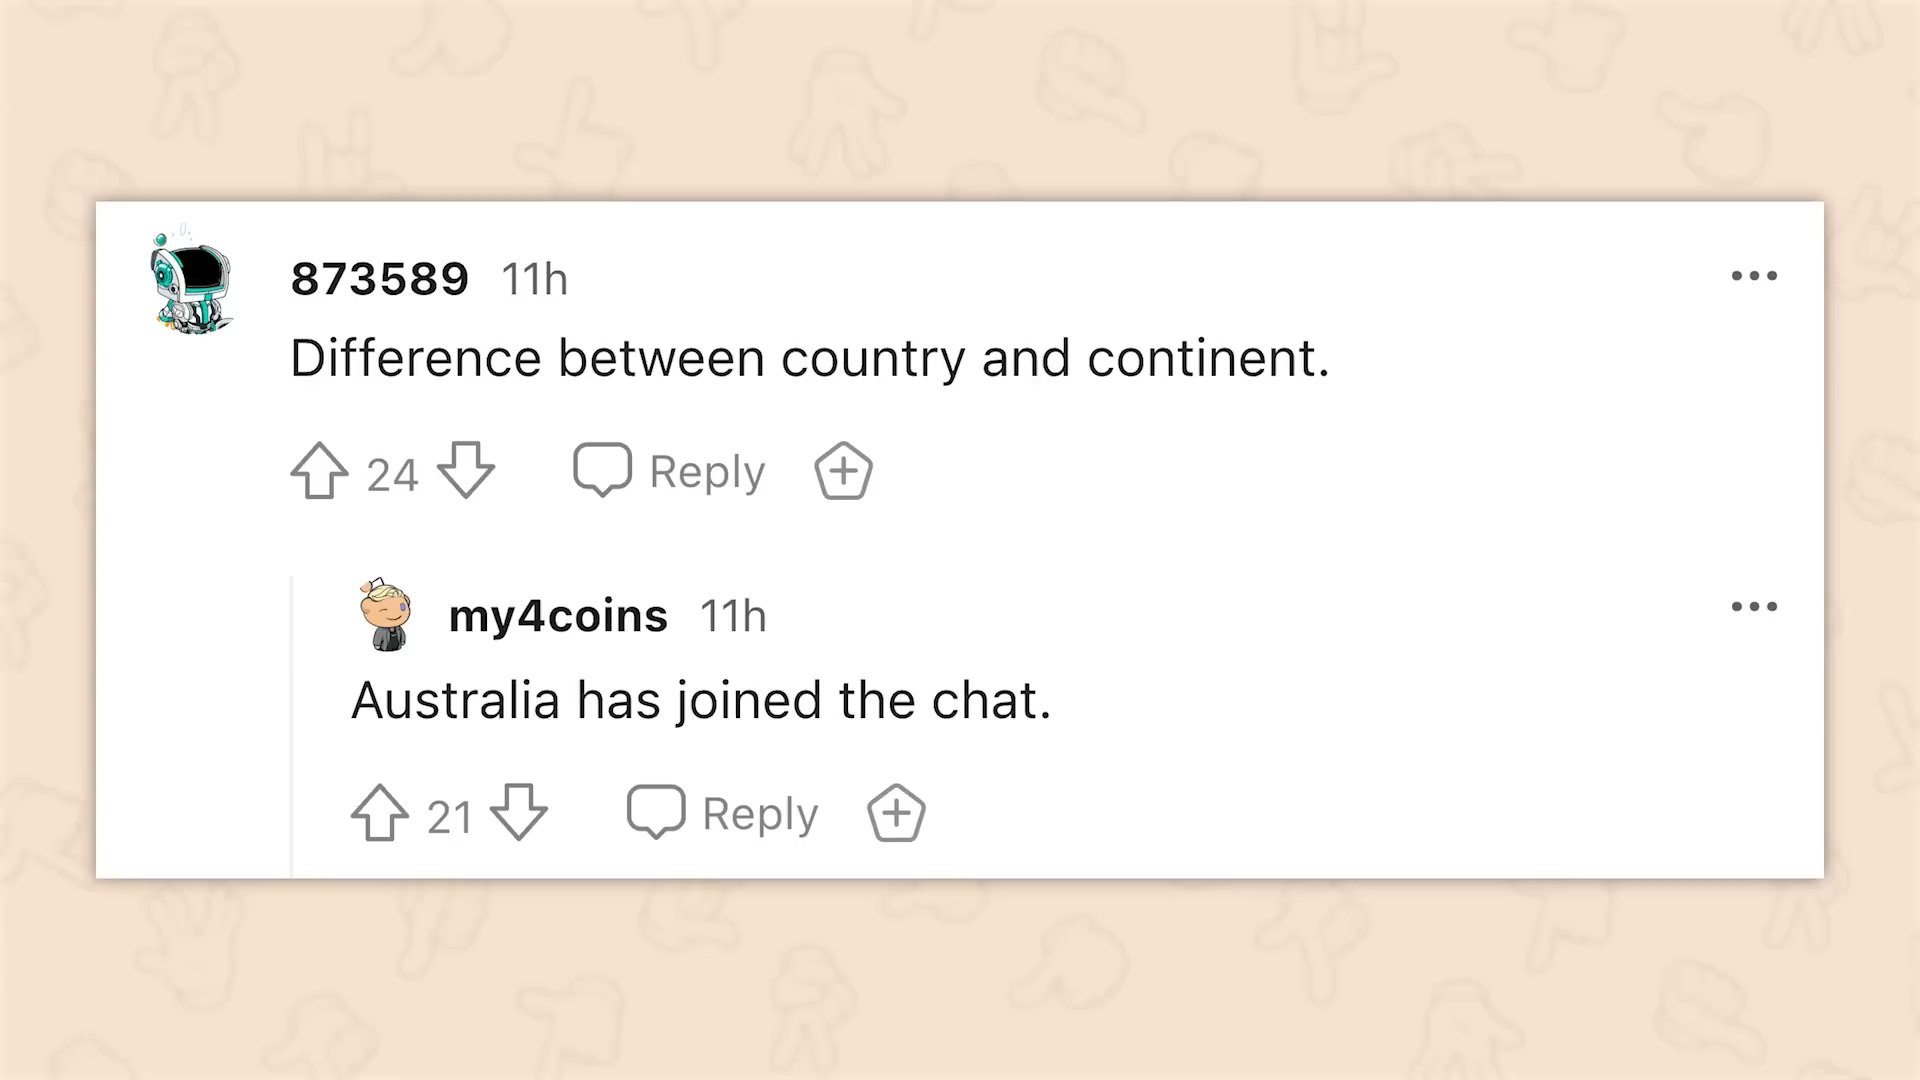 873589 11h
Difference between country and continent.
24 Reply
my4coins 11h
Australia has joined the chat.
21 Reply